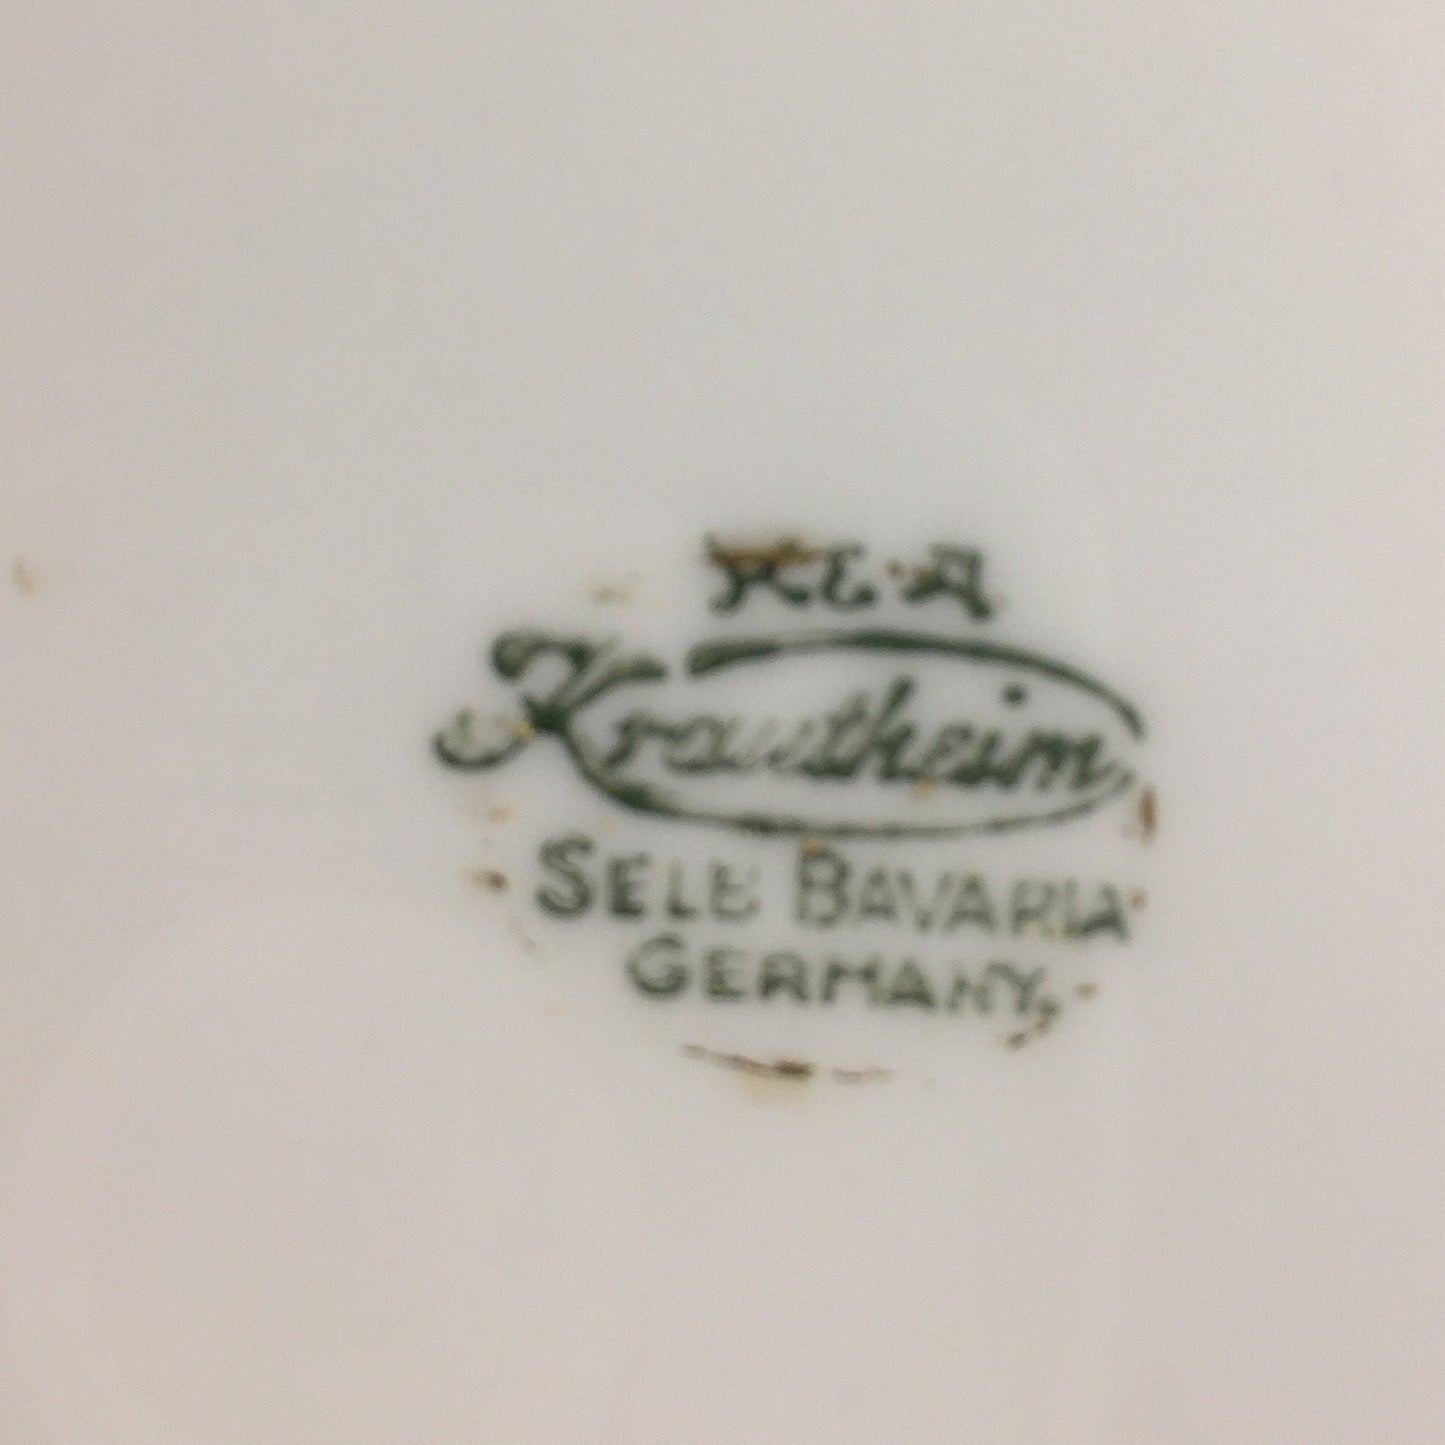 K & A
Krautheim
SELB BAVARIA
GERMANY.